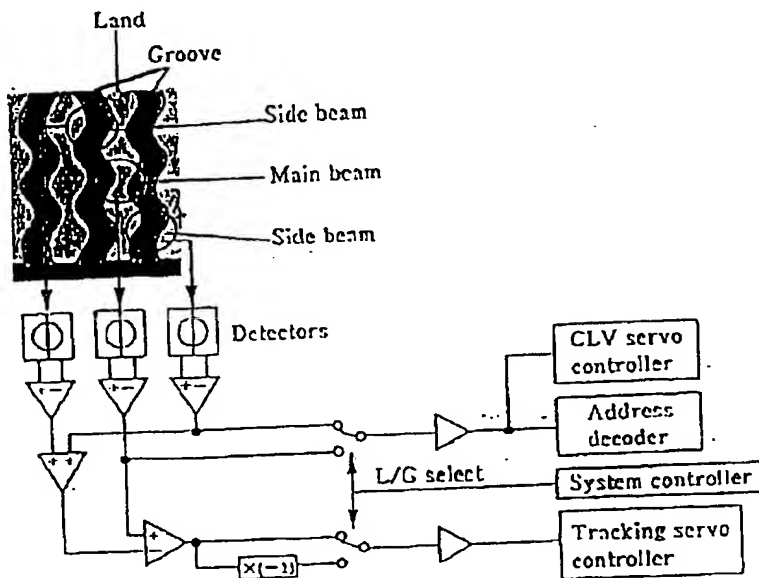 Land
Groove
Side beam
Main beam
Side beam
Detectors
+ -
+ -
+ -
+ +
CLV servo
controller
Address
decoder
L/G select
System controller
+
-
×(-1)
Tracking servo
controller